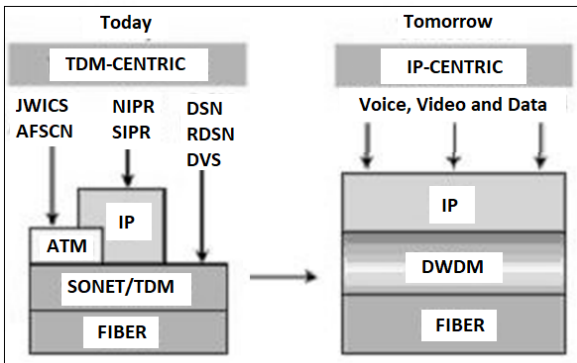 Today
TDM-CENTRIC
JWICS
AFSCN
NIPR
SIPR
DSN
RDSN
DVS
IP
ATM
SONET/TDM
FIBER
Tomorrow
IP-CENTRIC
Voice, Video and Data
IP
DWDM
FIBER